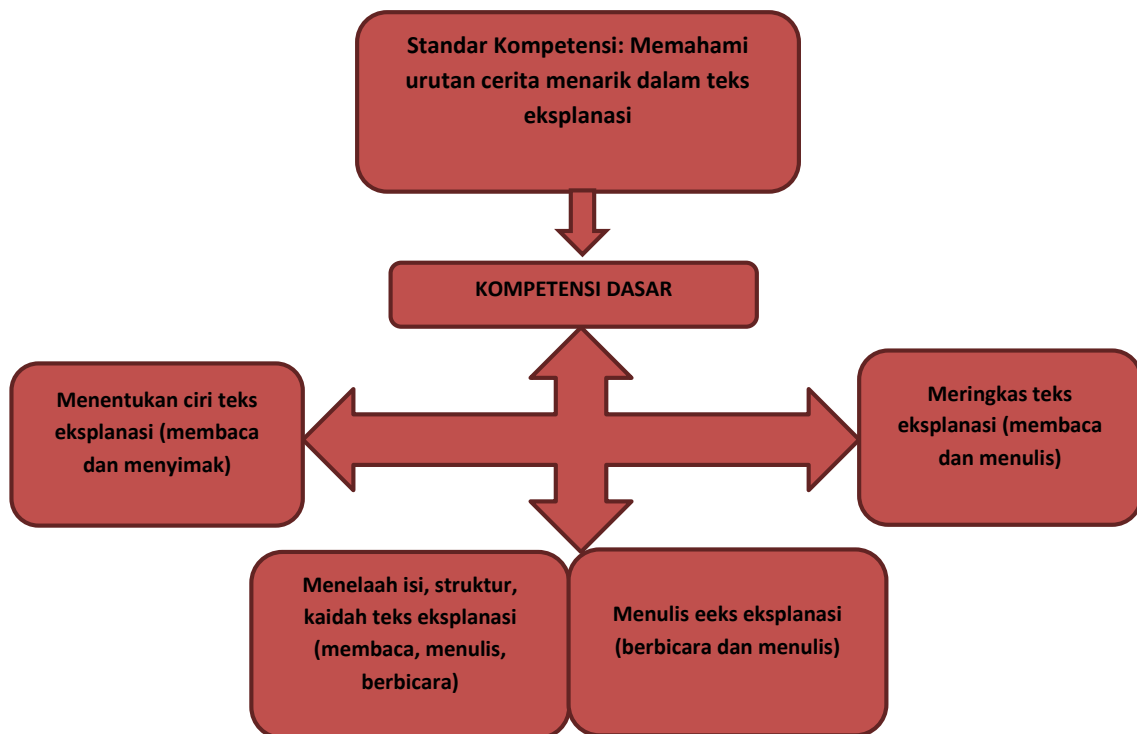 Standar Kompetensi: Memahami
urutan cerita menarik dalam teks
eksplanasi
KOMPETENSI DASAR
Menentukan ciri teks
eksplanasi (membaca
dan menyimak)
Meringkas teks
eksplanasi (membaca
dan menulis)
Menelaah isi, struktur,
kaidah teks eksplanasi
(membaca, menulis,
berbicara)
Menulis eeks eksplanasi
(berbicara dan menulis)